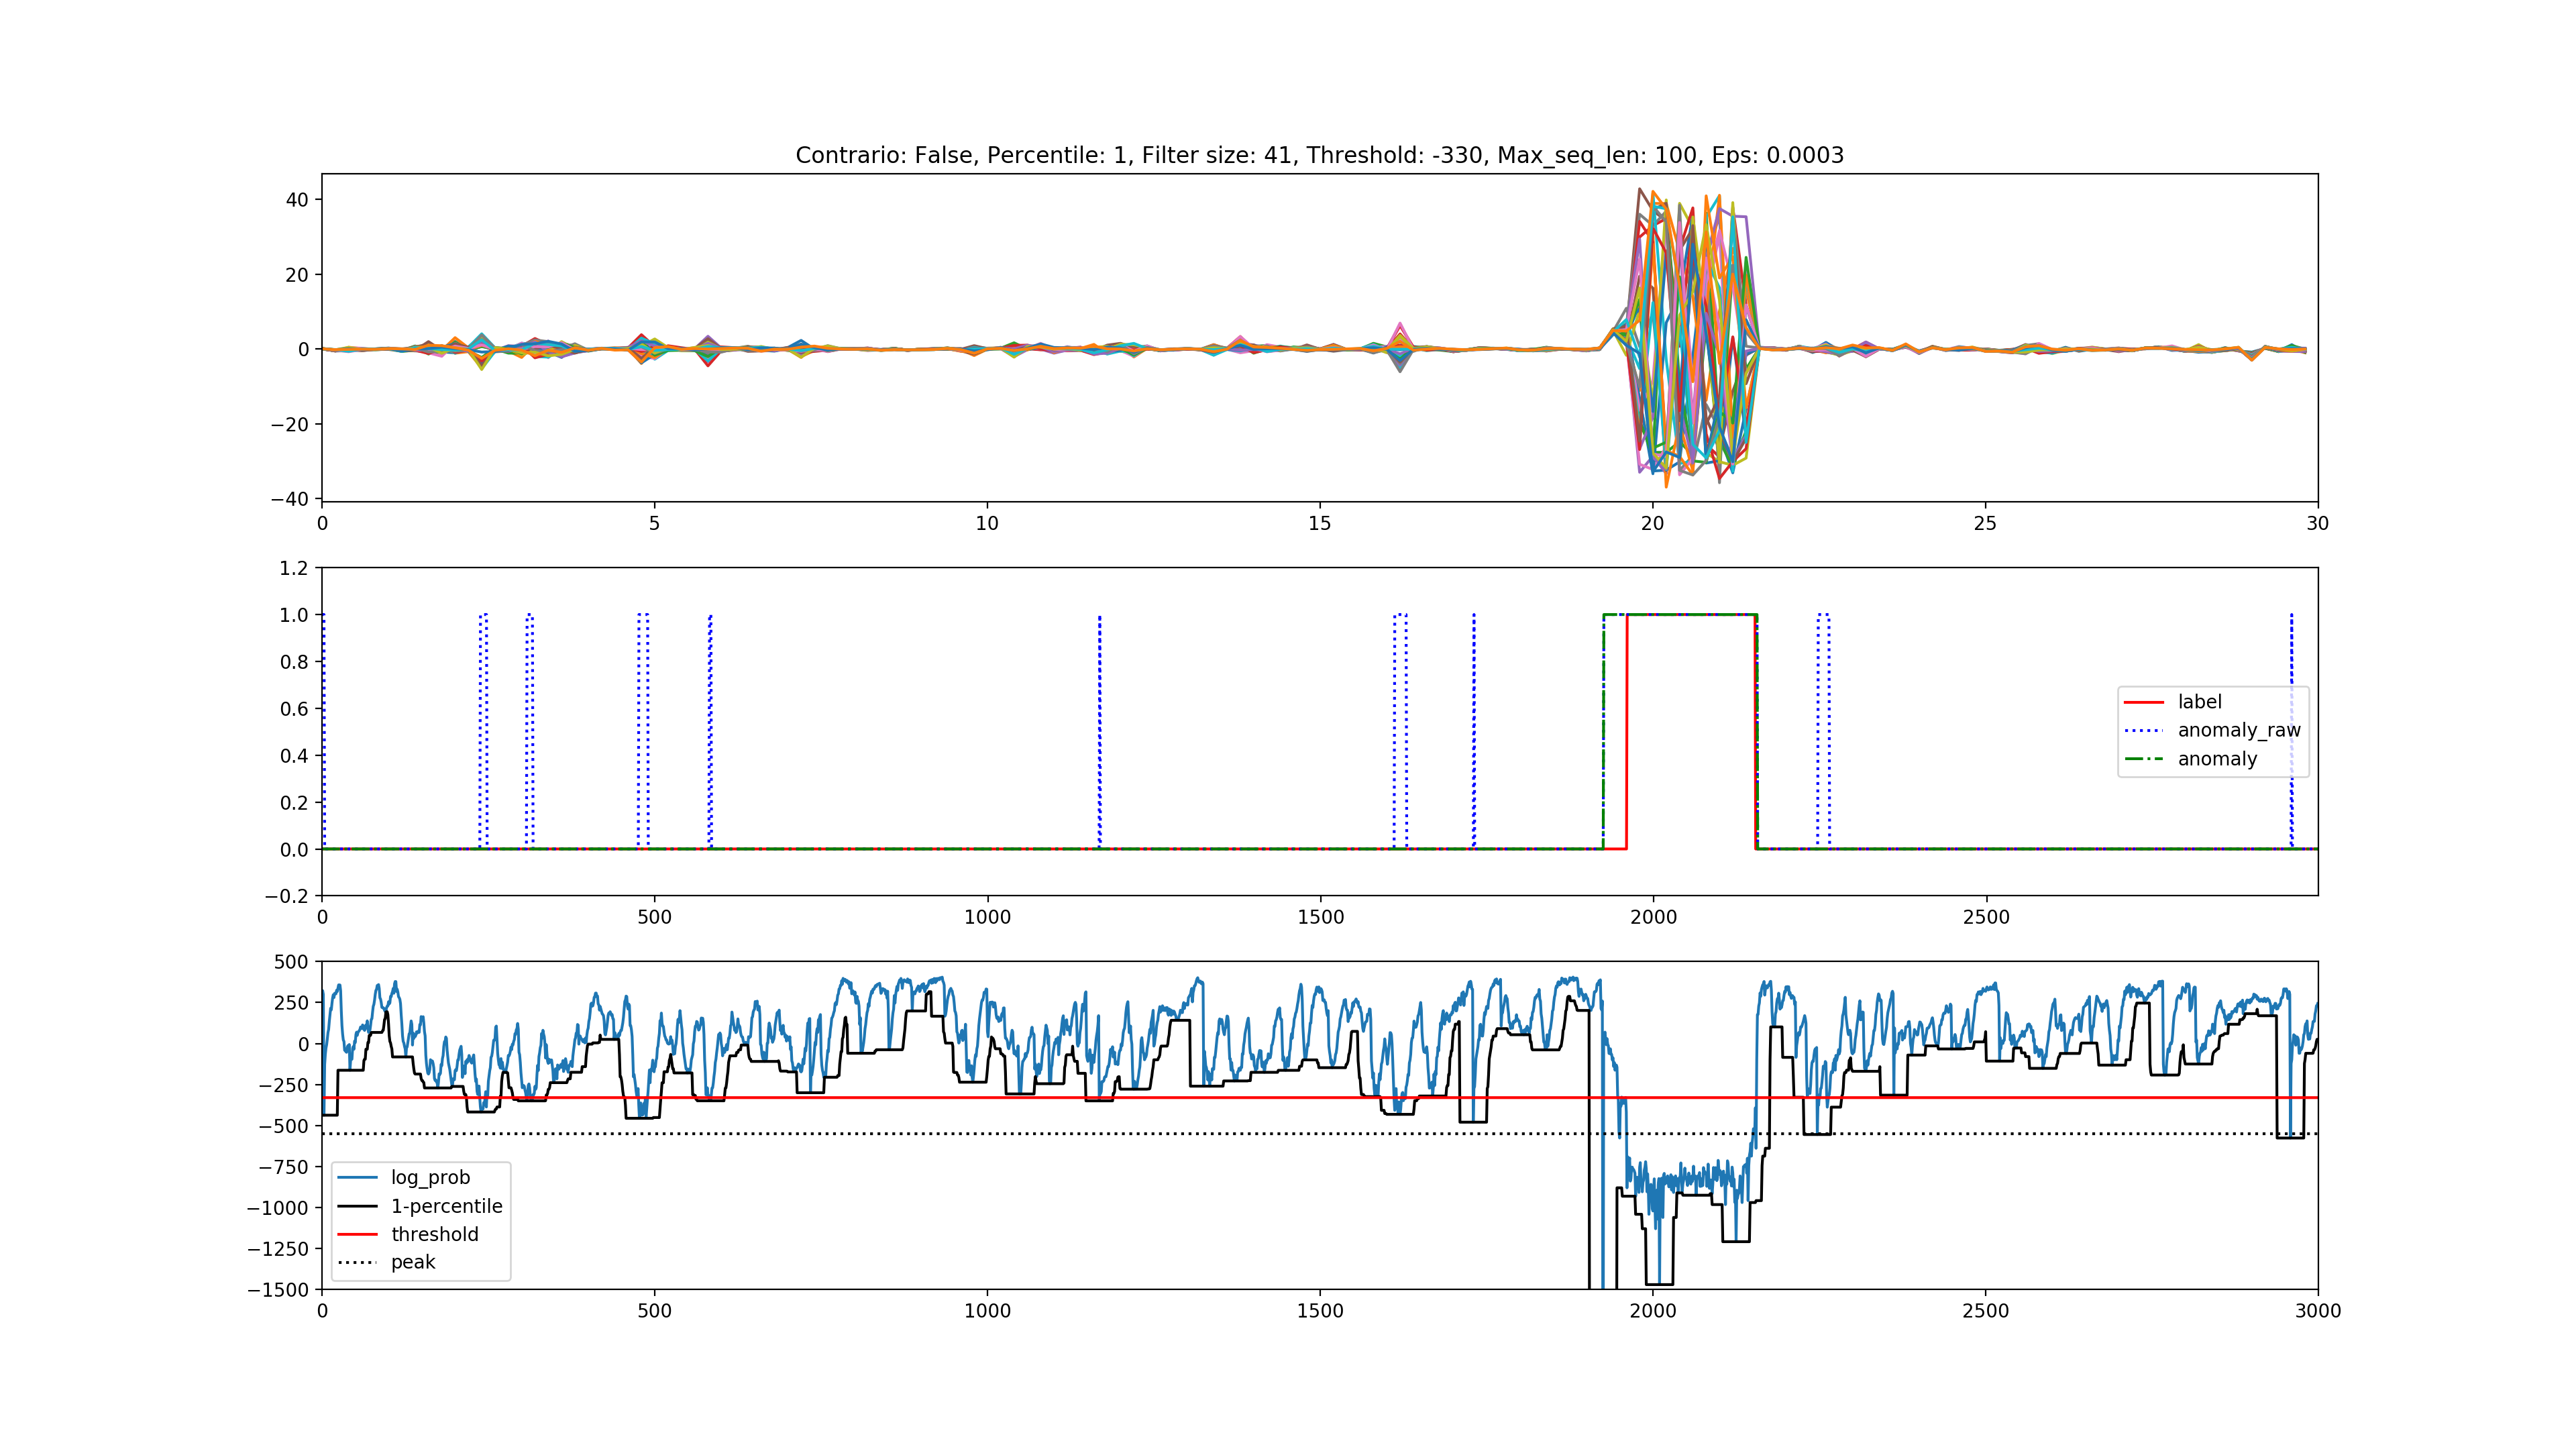 Contrario: False, Percentile: 1, Filter size: 41, Threshold: -330, Max_seq_len: 100, Eps: 0.0003
40
20
0
−20
−40
0 5 10 15 20 25 30
1.2
1.0
0.8
0.6
0.4
0.2
0.0
−0.2
label
anomaly_raw
anomaly
0 500 1000 1500 2000 2500
500
250
0
−250
−500
−750
−1000
−1250
−1500
log_prob
1-percentile
threshold
peak
0 500 1000 1500 2000 2500 3000